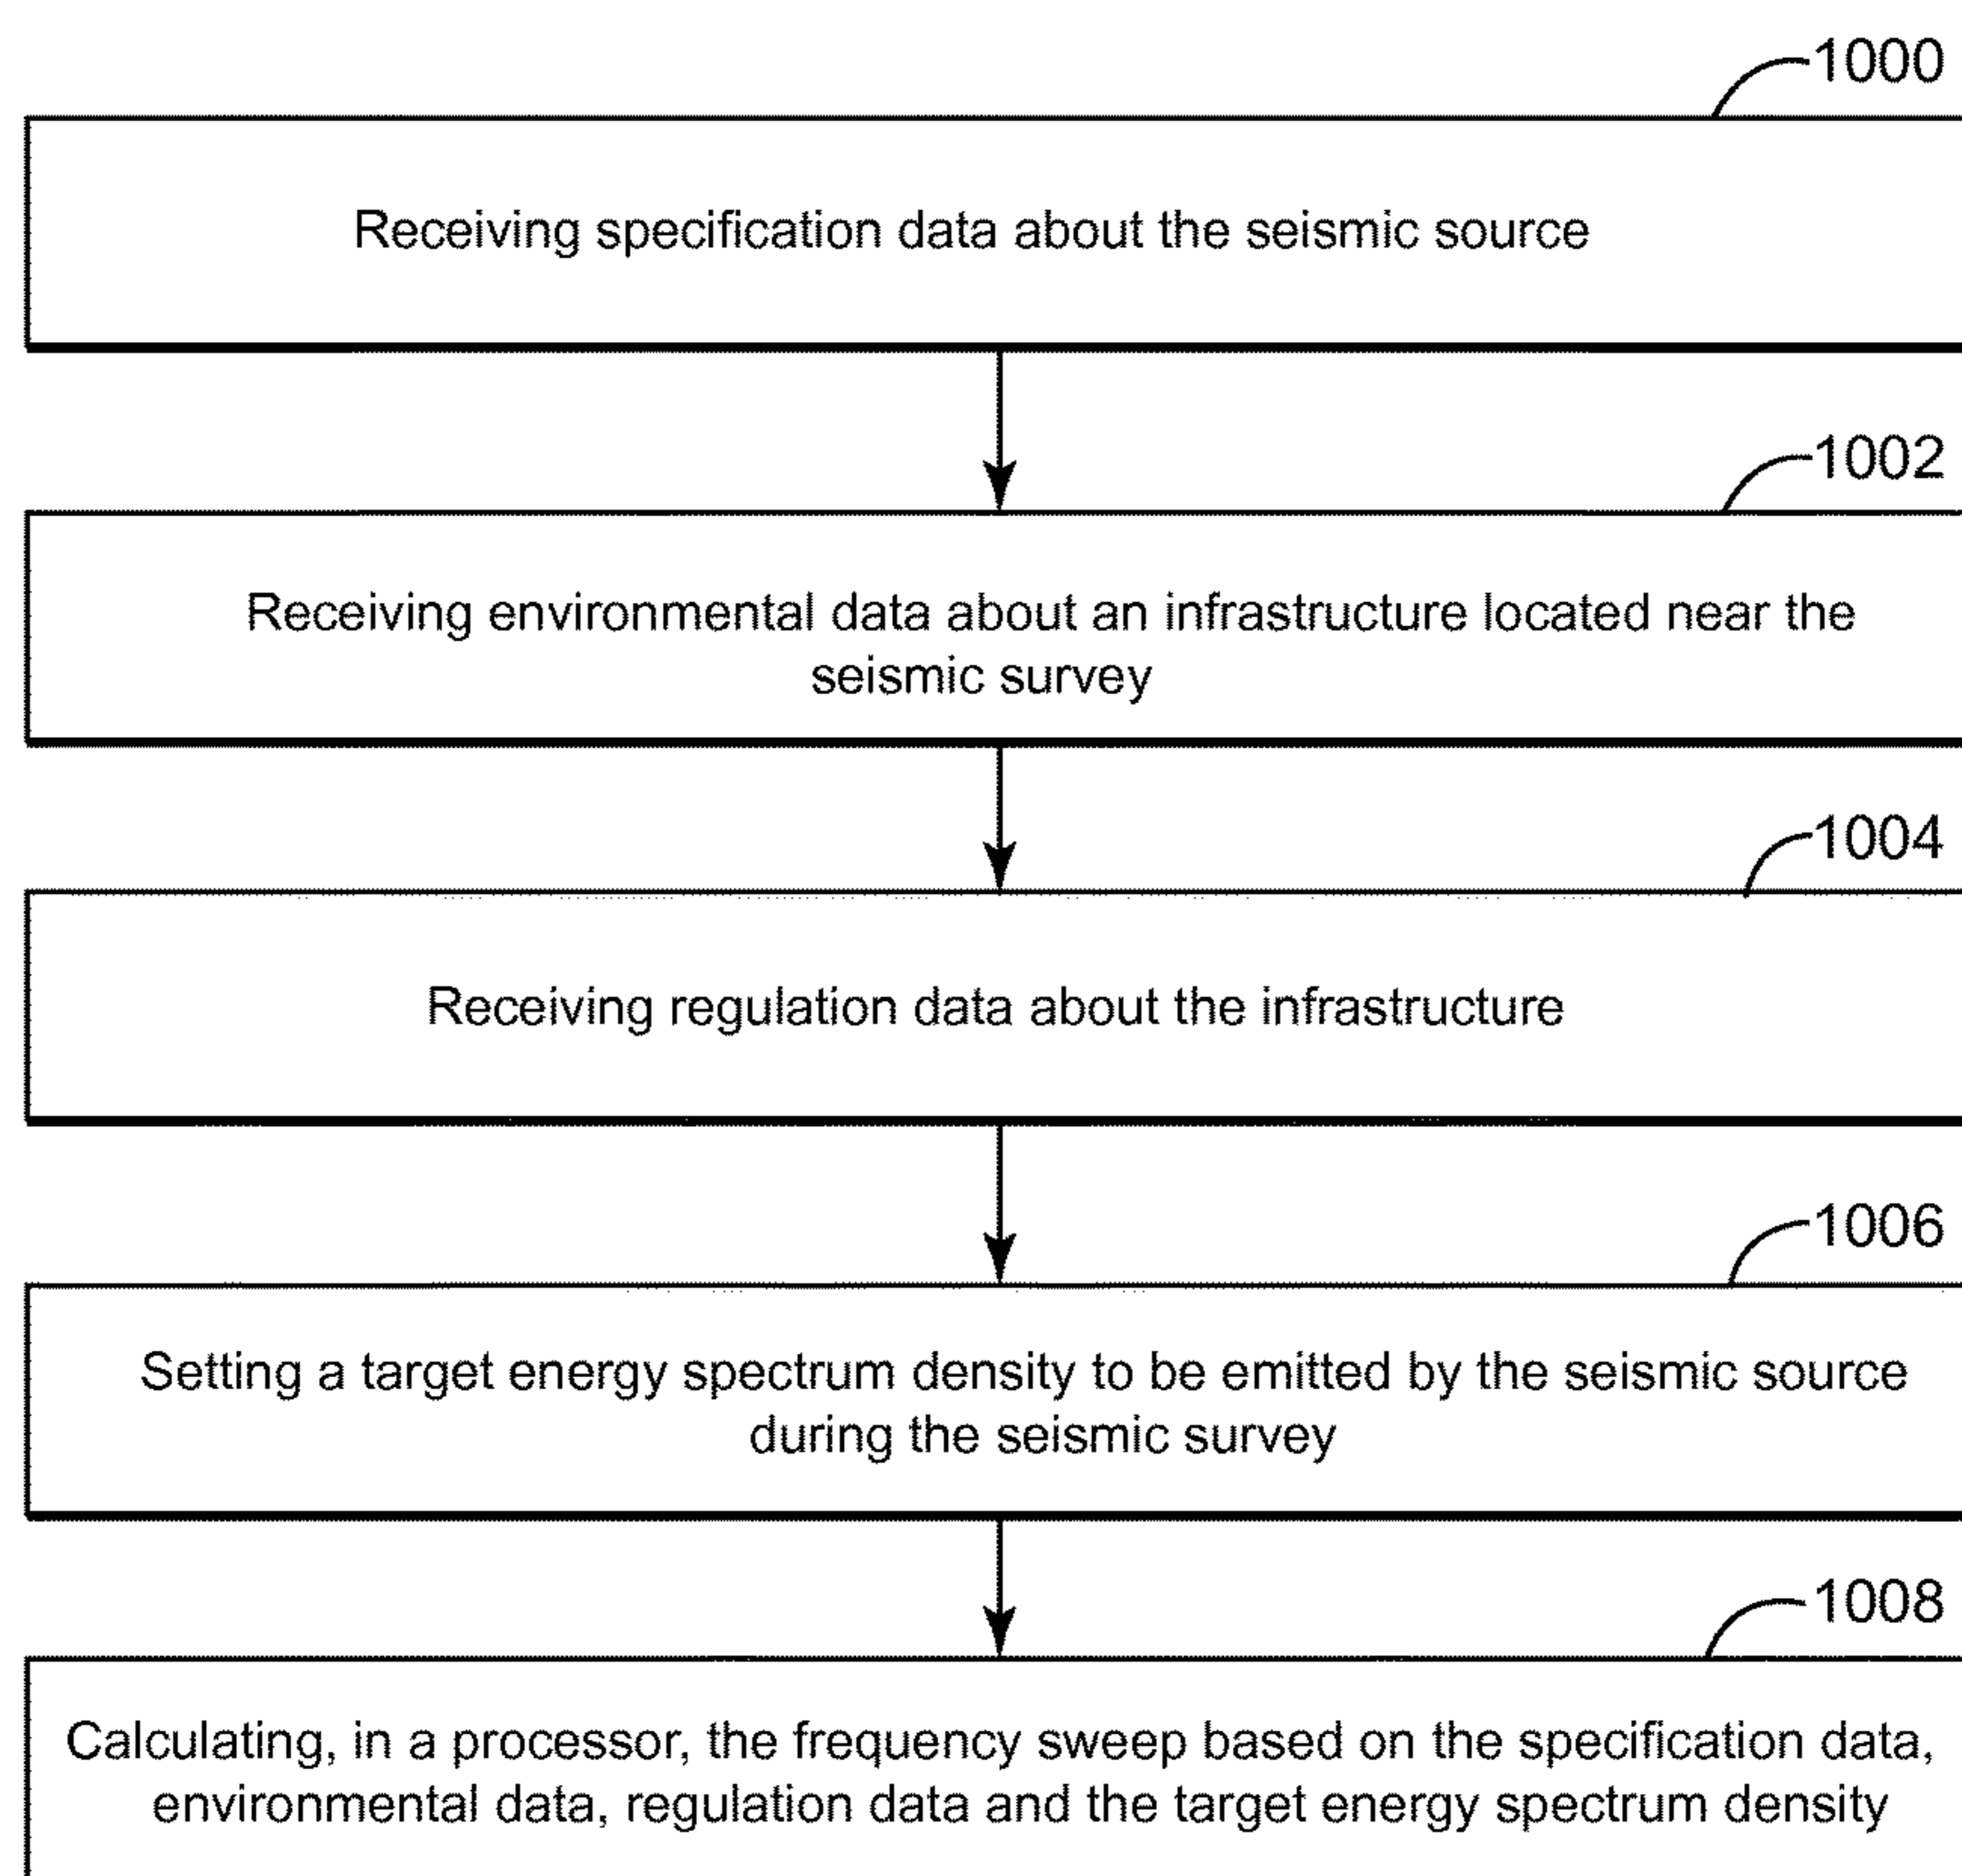 1000
Receiving specification data about the seismic source
1002
Receiving environmental data about an infrastructure located near the
seismic survey
1004
Receiving regulation data about the infrastructure
1006
Setting a target energy spectrum density to be emitted by the seismic source
during the seismic survey
1008
Calculating, in a processor, the frequency sweep based on the specification data,
environmental data, regulation data and the target energy spectrum density